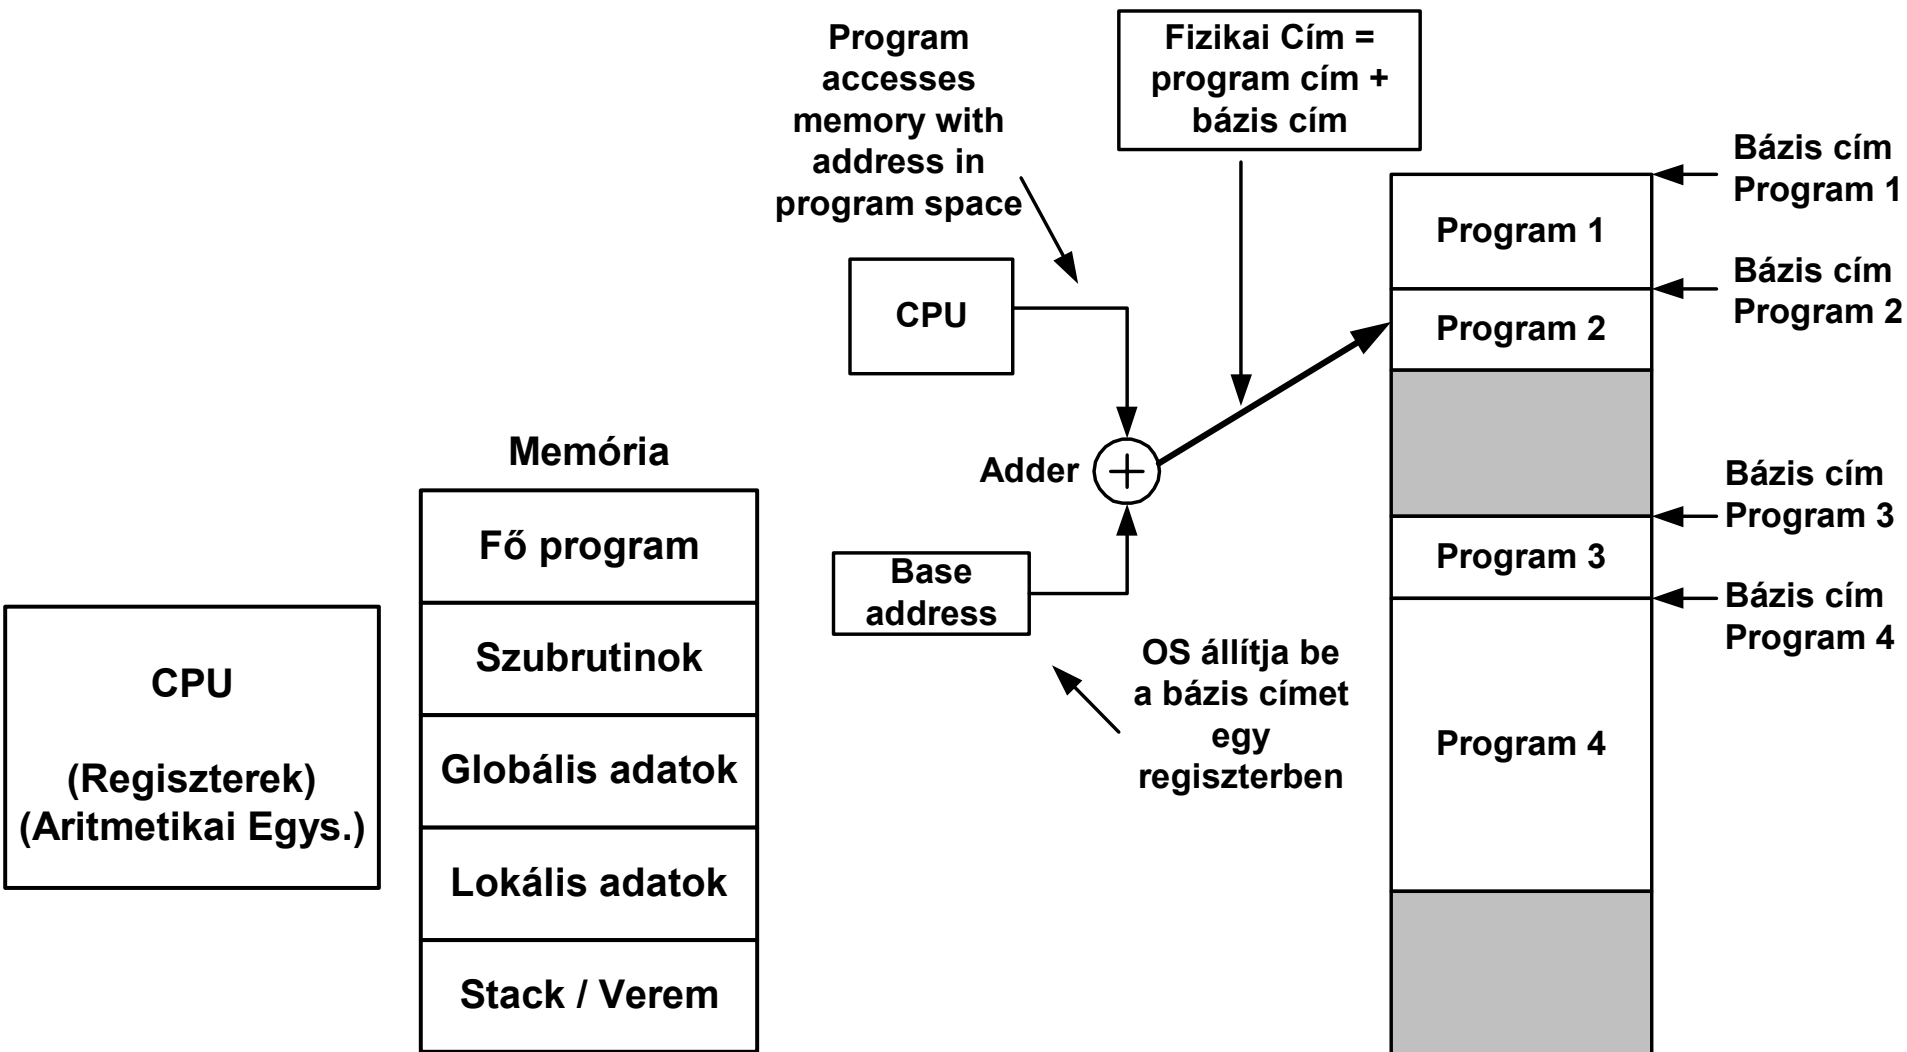 Program
accesses
memory with
address in
program space
Fizikai Cím =
program cím +
bázis cím
Bázis cím
Program 1
Program 1
Bázis cím
Program 2
CPU
Program 2
Memória
Adder
Bázis cím
Program 3
Fő program
Program 3
Base
address
Bázis cím
Program 4
CPU
(Regiszterek)
(Aritmetikai Egys.)
Szubrutinok
OS állítja be
a bázis címet
egy
regiszterben
Program 4
Globális adatok
Lokális adatok
Stack / Verem